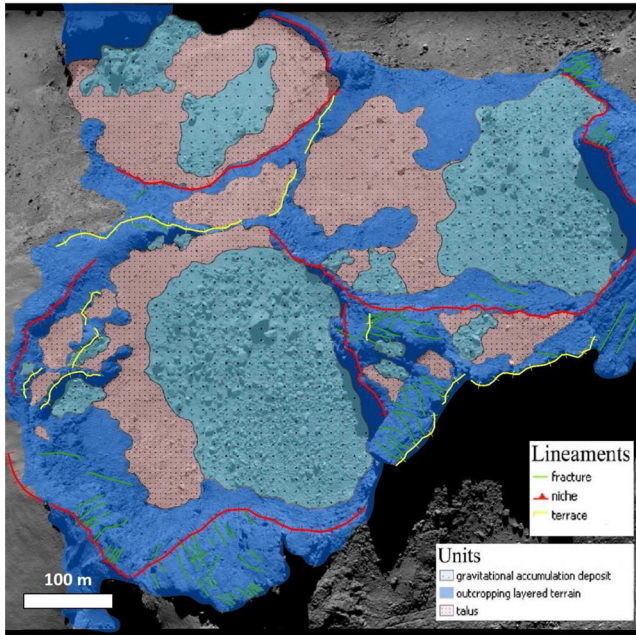 Lineaments
fracture
niche
terrace
Units
gravitational accumulation deposit
outcropping layered terrain
talus
100 m